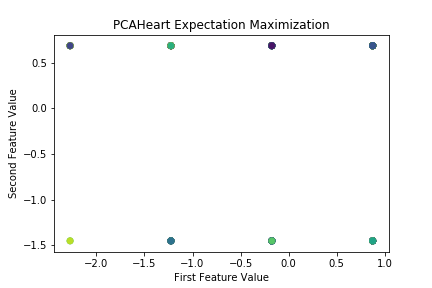 PCAHeart Expectation Maximization
0.5
0.0
−0.5
−1.0
−1.5
Second Feature Value
−2.0 −1.5 −1.0 −0.5 0.0 0.5 1.0
First Feature Value